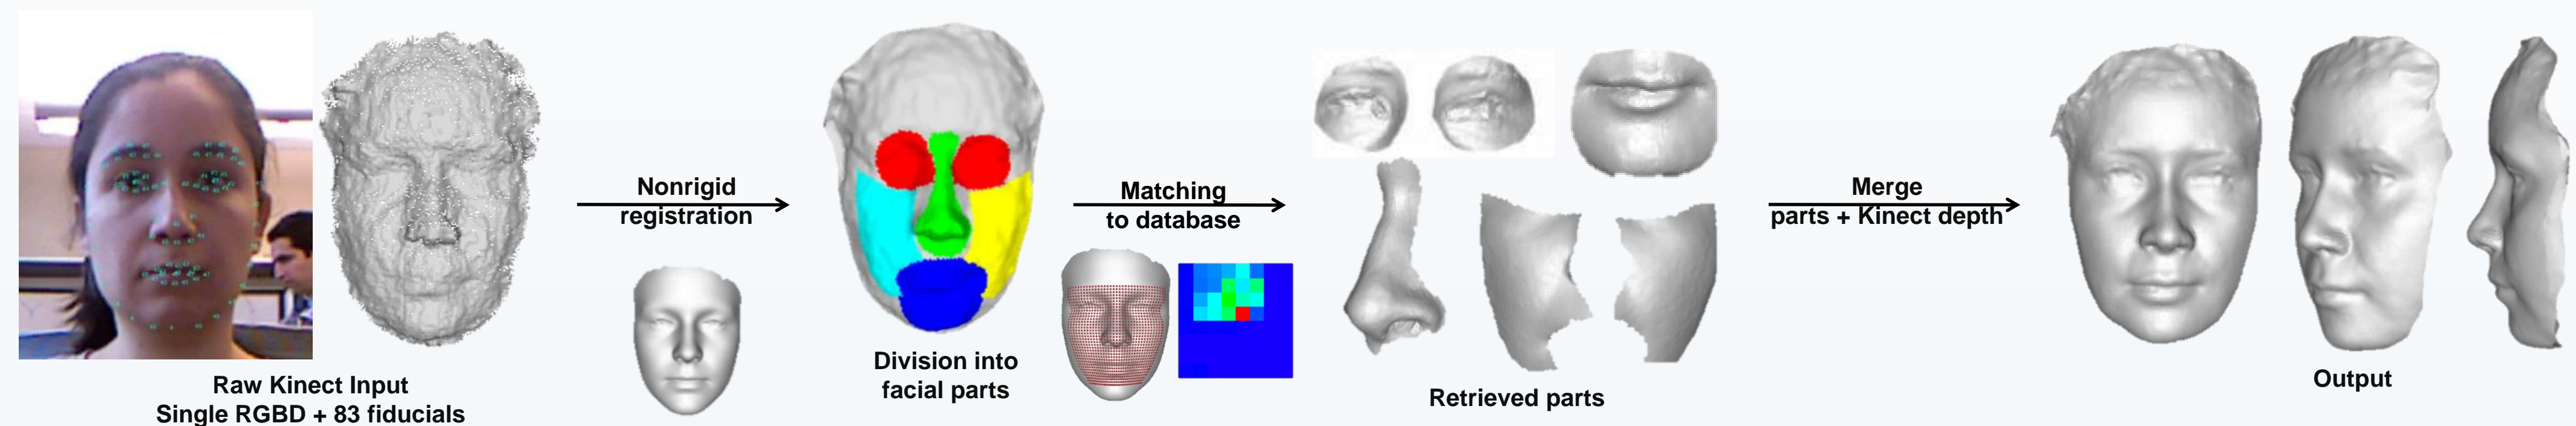 Raw Kinect Input
Single RGBD + 83 fiducials
Nonrigid
registration
Division into
facial parts
Matching
to database
Retrieved parts
Merge
parts + Kinect depth
Output